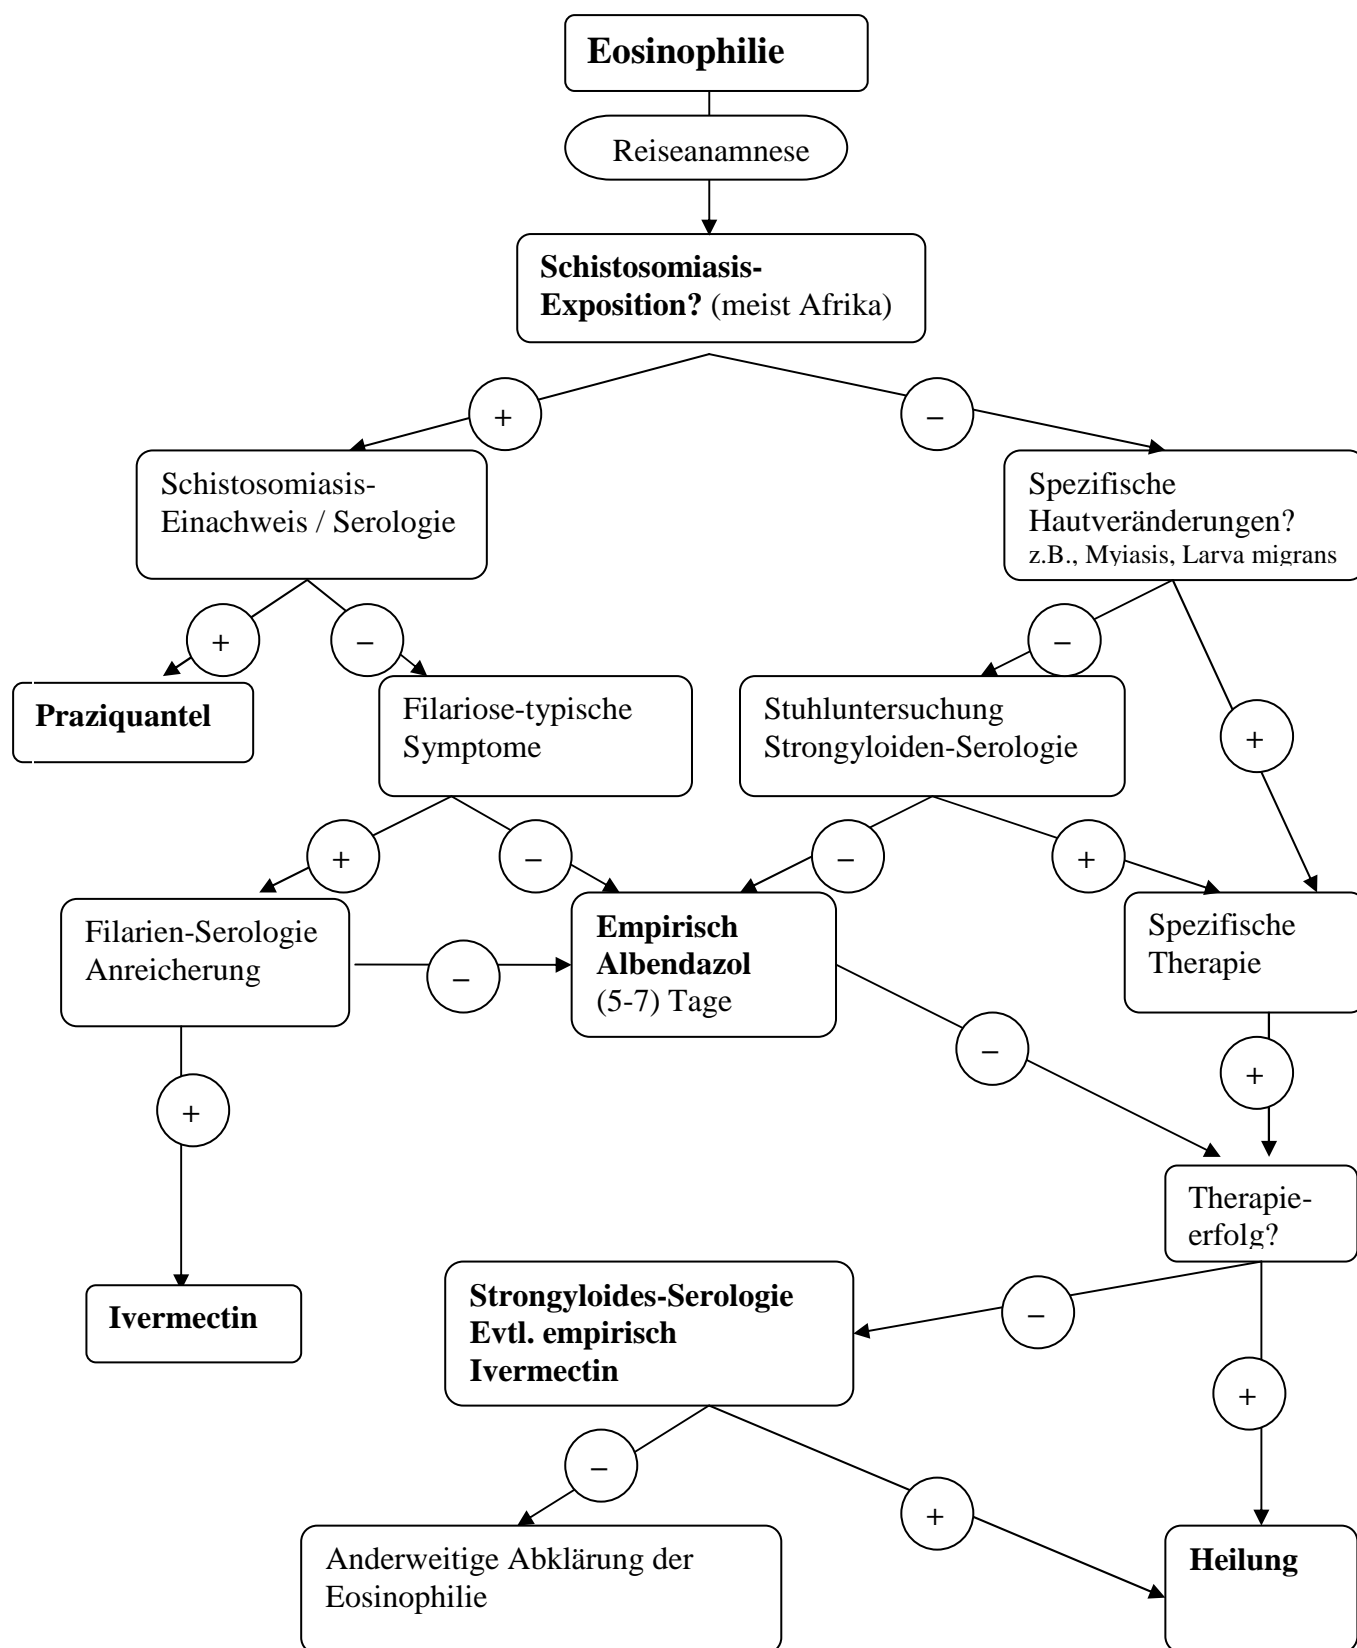 Eosinophilie
Reiseanamnese
Schistosomiasis-
Exposition? (meist Afrika)
+
–
Schistosomiasis-
Einachweis / Serologie
Spezifische
Hautveränderungen?
z.B., Myiasis, Larva migrans
+
–
–
Praziquantel
Filariose-typische
Symptome
Stuhluntersuchung
Strongyloiden-Serologie
+
+
–
–
+
Filarien-Serologie
Anreicherung
–
Empirisch
Albendazol
(5-7) Tage
Spezifische
Therapie
–
+
+
Therapie-
erfolg?
Ivermectin
Strongyloides-Serologie
Evtl. empirisch
Ivermectin
–
+
–
+
Anderweitige Abklärung der
Eosinophilie
Heilung